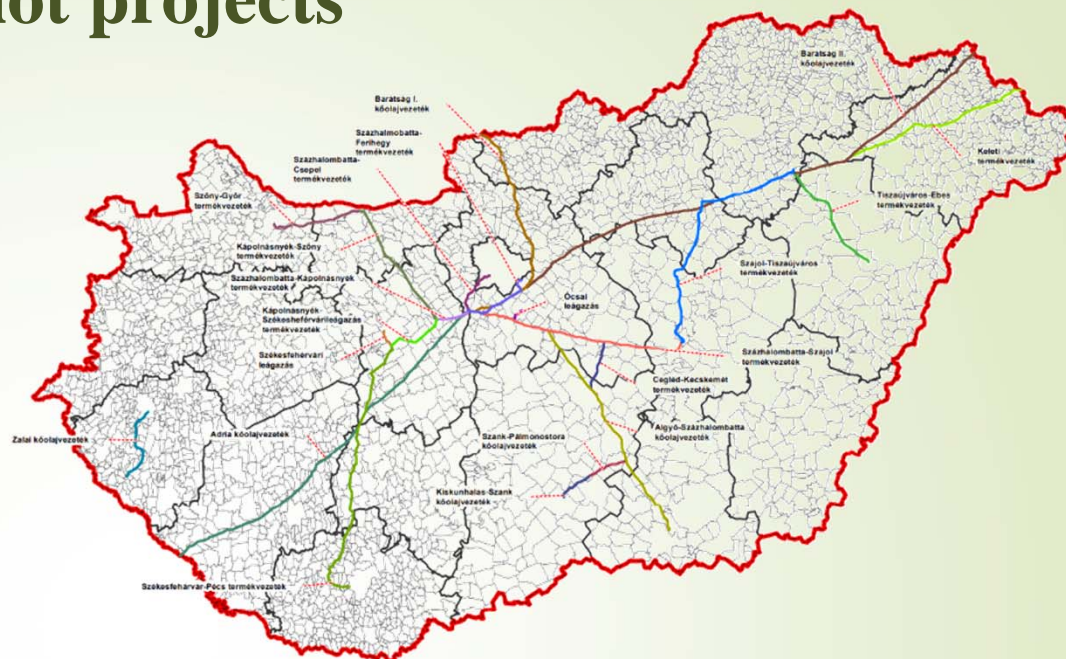 lot projects
Barátság II.
kőolajvezeték
Barátság I.
kőolajvezeték
Százhalmobatta-
Ferihegy
termékvezeték
Százhalombatta-
Csepel
termékvezeték
Keleti
termékvezeték
Szőny-Győr
termékvezeték
Tiszaújváros-Ebes
termékvezeték
Kápolnásnyék-Szőny
termékvezeték
Szajol-Tiszaújváros
termékvezeték
Százhalombatta-Kápolnásnyék
termékvezeték
Ócsai
leágazás
Kápolnásnyék-
Székesheférvárileágazás
termékvezeték
Székesfehérvári
leágazás
Százhalombatta-Szajol
termékvezeték
Cegléd-Kecskemét
termékvezeték
Zalai kőolajvezeték
Adria kőolajvezeték
Algyő-Százhalombatta
kőolajvezeték
Szank-Pálmonostora
kőolajvezeték
Kiskunhalas-Szank
kőolajvezeték
Székesfehérvár-Pécs termékvezeték